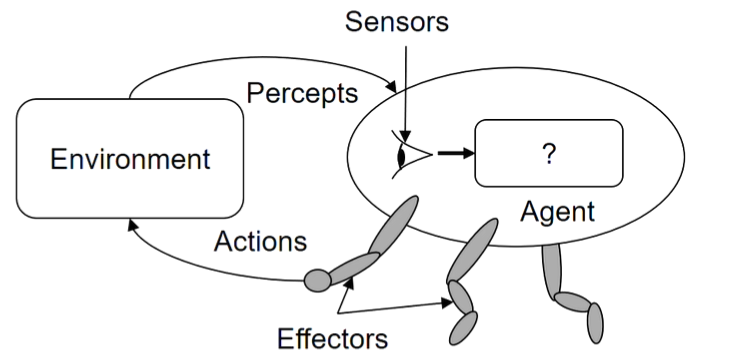 Sensors
Percepts
Environment
?
Agent
Actions
Effectors